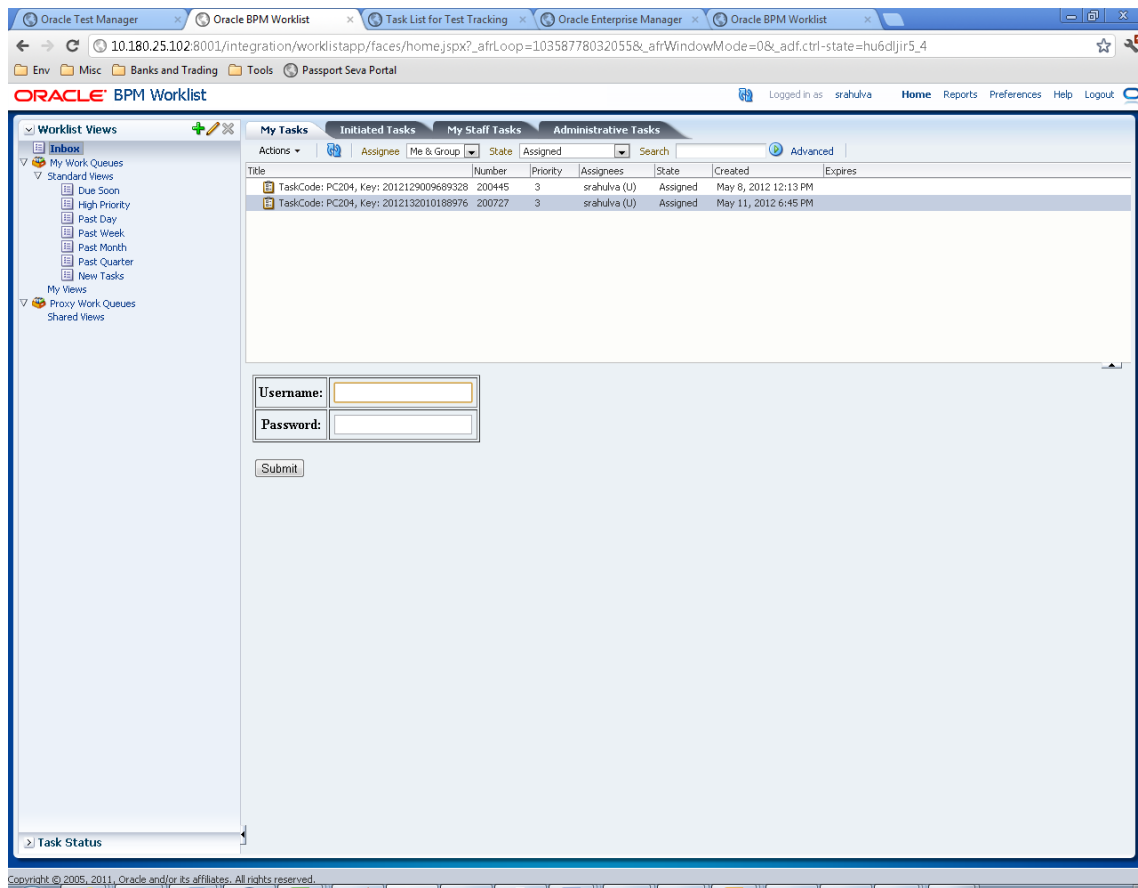 Oracle Test Manager × Oracle BPM Worklist × Task List for Test Tracking × Oracle Enterprise Manager × Oracle BPM Worklist ×
10.180.25.102:8001/integration/worklistapp/faces/home.jspx?_afrLoop=103587778032055&_afrWindowMode=0&_adf.ctrl-state=hu6dljir5_4
Env Misc Banks and Trading Tools Passport Seva Portal
ORACLE BPM Worklist Logged in as srahulva Home Reports Preferences Help Logout
Worklist Views
Inbox
My Work Queues
Standard Views
Due Soon
High Priority
Past Day
Past Week
Past Month
Past Quarter
New Tasks
My Views
Proxy Work Queues
Shared Views
Task Status
My Tasks Initiated Tasks My Staff Tasks Administrative Tasks
Actions Assignee Me & Group State Assigned Search Advanced
Title Number Priority Assignees State Created Expires
TaskCode: PC204, Key: 2012129009689328 200445 3 srahulva (U) Assigned May 8, 2012 12:13 PM
TaskCode: PC204, Key: 2012132010188976 200727 3 srahulva (U) Assigned May 11, 2012 6:45 PM
Username:
Password:
Submit
Copyright © 2005, 2011, Oracle and/or its affiliates. All rights reserved.